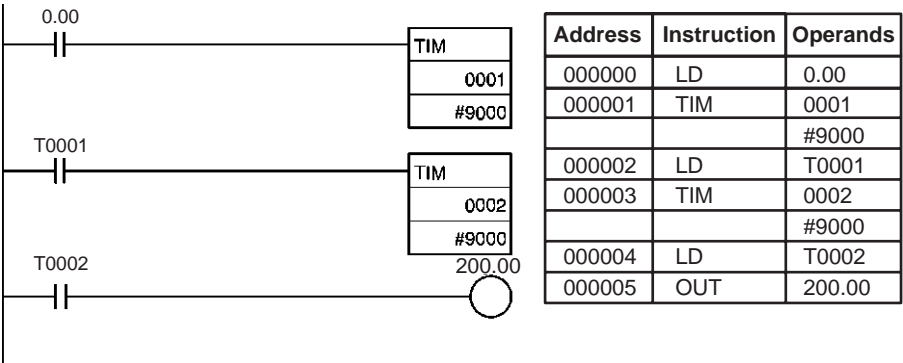 0.00
TIM
0001
#9000
T0001
TIM
0002
#9000
T0002
200.00
Address Instruction Operands
000000 LD 0.00
000001 TIM 0001
#9000
000002 LD T0001
000003 TIM 0002
#9000
000004 LD T0002
000005 OUT 200.00